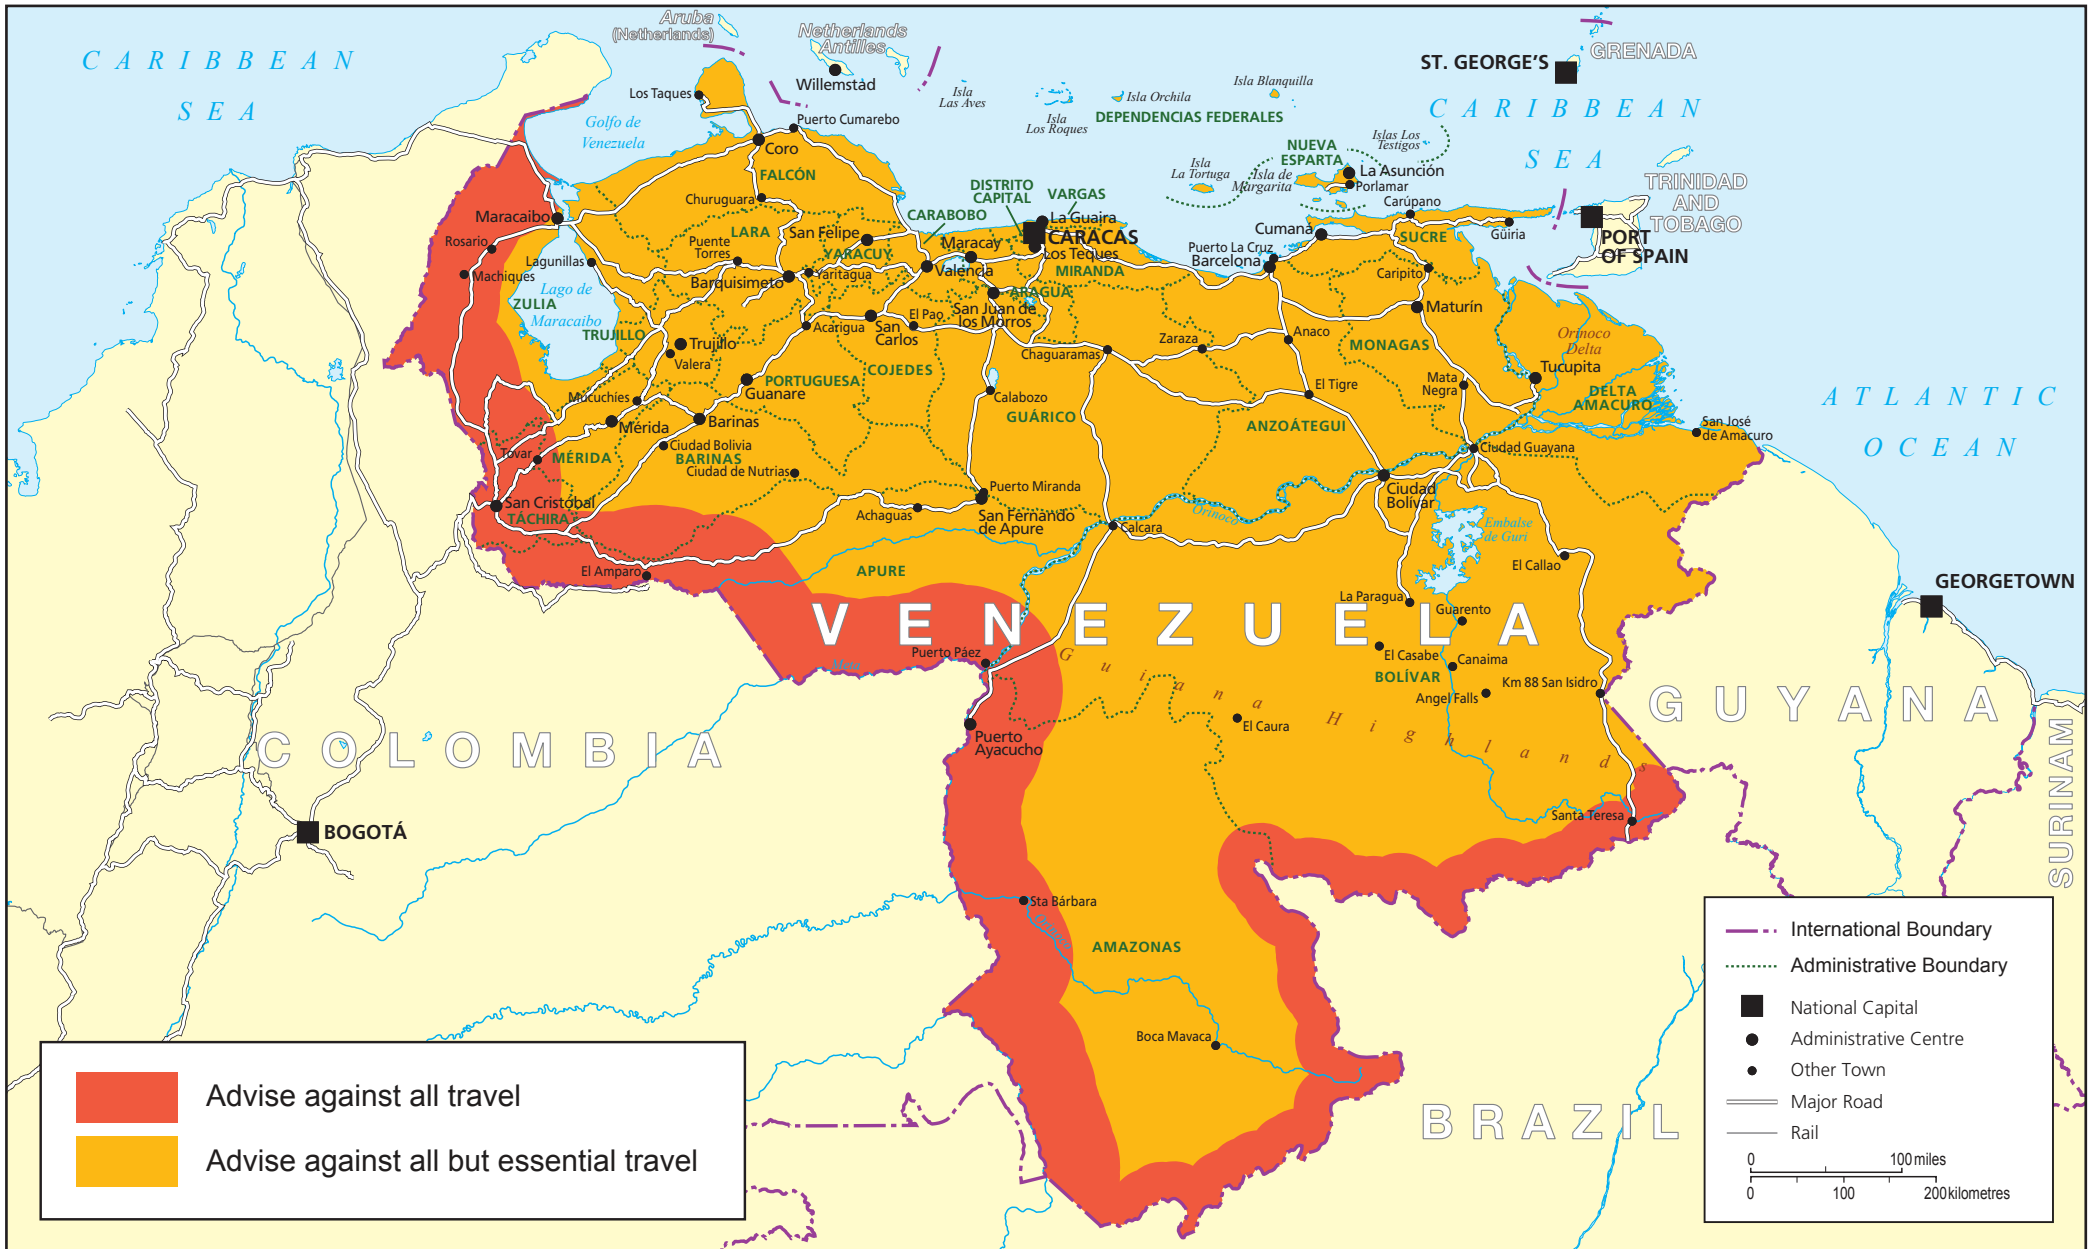 CARIBBEAN
SEA
Aruba
(Netherlands)
Netherlands
Antilles
Willemstad
Los Taques
Golfo de
Venezuela
Puerto Cumarebo
Coro
FALCÓN
Churuguara
Isla
Las Aves
Isla
Los Roques
Isla Orchila
Isla Blanquilla
DEPENDENCIAS FEDERALES
ST. GEORGE'S
GRENADA
CARIBBEAN
SEA
Islas Los
Testigos
NUEVA
ESPARTA
La Asunción
Porlamar
Isla de
Margarita
Isla
La Tortuga
TRINIDAD
AND
TOBAGO
PORT
OF SPAIN
Carúpano
Cumaná
SUCRE
Güiria
Caripito
Puerto La Cruz
Barcelona
DISTRITO
CAPITAL
VARGAS
La Guaira
CARACAS
Los Teques
MIRANDA
CARABOBO
Maracay
Valencia
ARAGUA
San Juan de
los Morros
Maracaibo
Rosario
Machiques
Lagunillas
Lago de
Maracaibo
ZULIA
LARA
Puente
Torres
San Felipe
YARACUY
Yaritagua
Barquisimeto
TRUJILLO
Trujillo
Valera
Acarigua
San
Carlos
El Pao
COJEDES
PORTUGUESA
Guanare
Mucuchíes
Mérida
Barinas
Ciudad Bolivia
BARINAS
Ciudad de Nutrias
Tovar
MÉRIDA
San Cristóbal
TÁCHIRA
El Amparo
Chaguaramas
Zaraza
Anaco
Maturín
MONAGAS
Orinoco
Delta
Tucupita
DELTA
AMACURO
Mata
Negra
El Tigre
ANZOÁTEGUI
Calabozo
GUÁRICO
San José
de Amacuro
ATLANTIC
OCEAN
Ciudad Guayana
Ciudad
Bolívar
Puerto Miranda
San Fernando
de Apure
Achaguas
Calcara
Orinoco
Embalse
de Guri
El Callao
APURE
VENEZUELA
La Paragua
Guarento
El Casabe
Canaima
BOLÍVAR
Angel Falls
Km 88 San Isidro
GEORGETOWN
GUYANA
SURINAM
Puerto Páez
Meta
Guiana Highlands
El Caura
Puerto
Ayacucho
COLOMBIA
BOGOTÁ
Santa Teresa
Sta Bárbara
AMAZONAS
Boca Mavaca
BRAZIL
Advise against all travel
Advise against all but essential travel
International Boundary
Administrative Boundary
National Capital
Administrative Centre
Other Town
Major Road
Rail
0 100 miles
0 100 200 kilometres